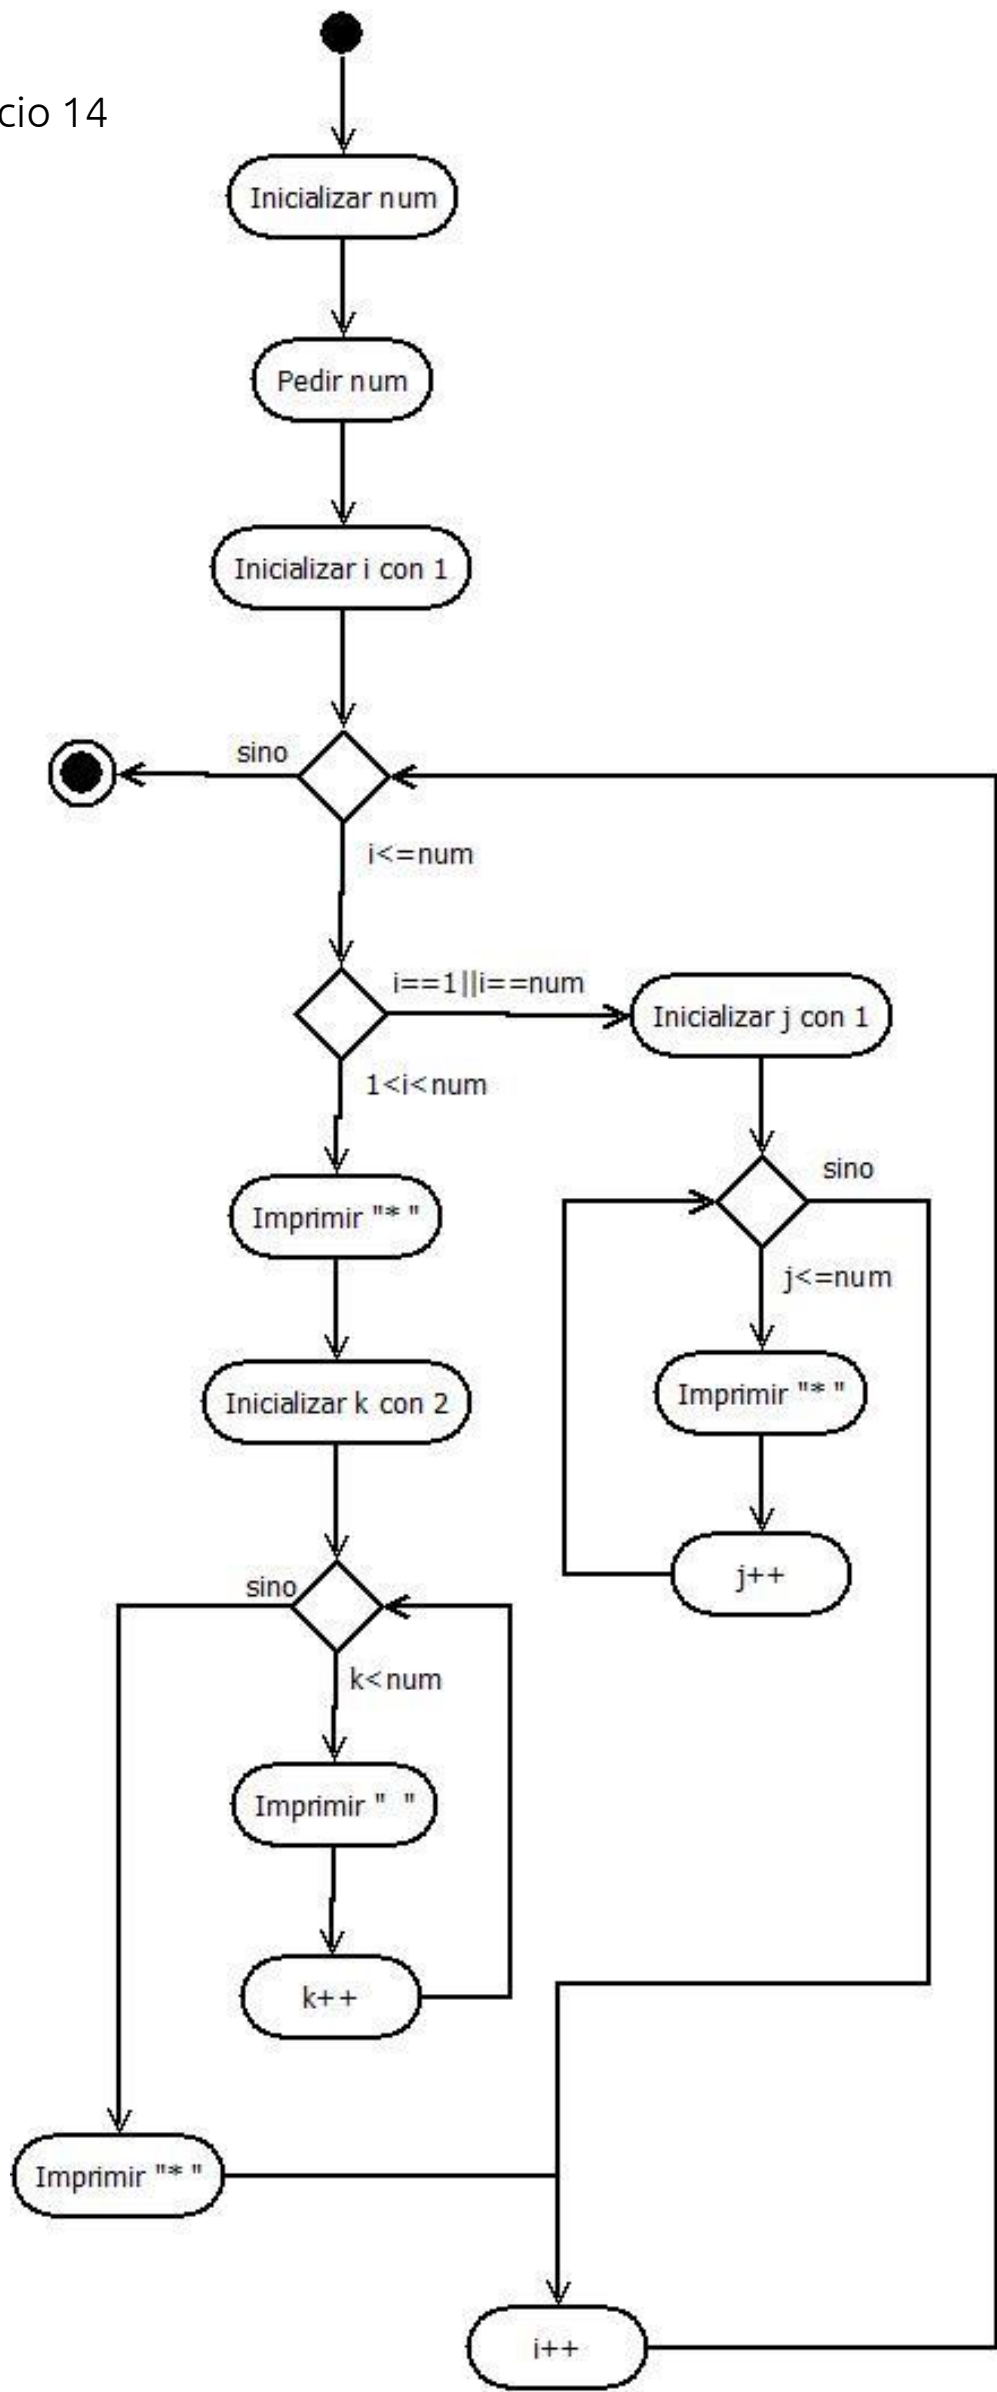 cio 14
Inicializar num
Pedir num
Inicializar i con 1
sino
i<=num
i==1||i==num
Inicializar j con 1
1<i<num
sino
Imprimir "* "
j<=num
Imprimir "* "
Inicializar k con 2
j++
sino
k<num
Imprimir "  "
k++
Imprimir "* "
i++